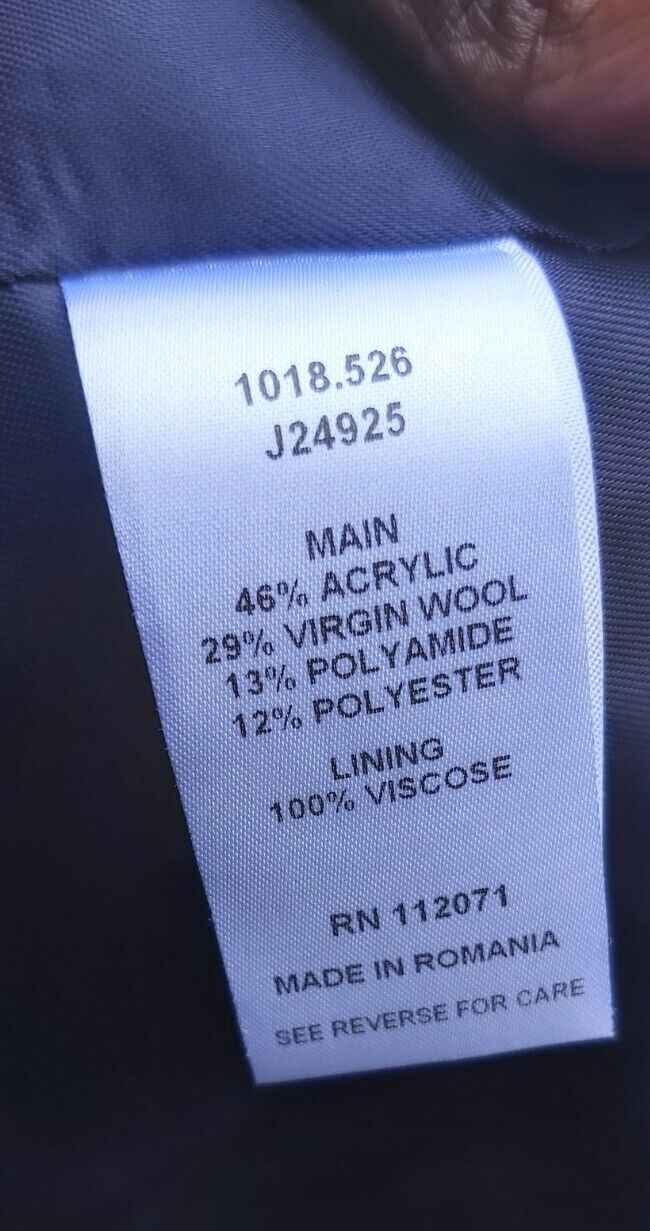 1018.526
J24925
MAIN
46% ACRYLIC
29% VIRGIN WOOL
13% POLYAMIDE
12% POLYESTER
LINING
100% VISCOSE
RN 112071
MADE IN ROMANIA
SEE REVERSE FOR CARE